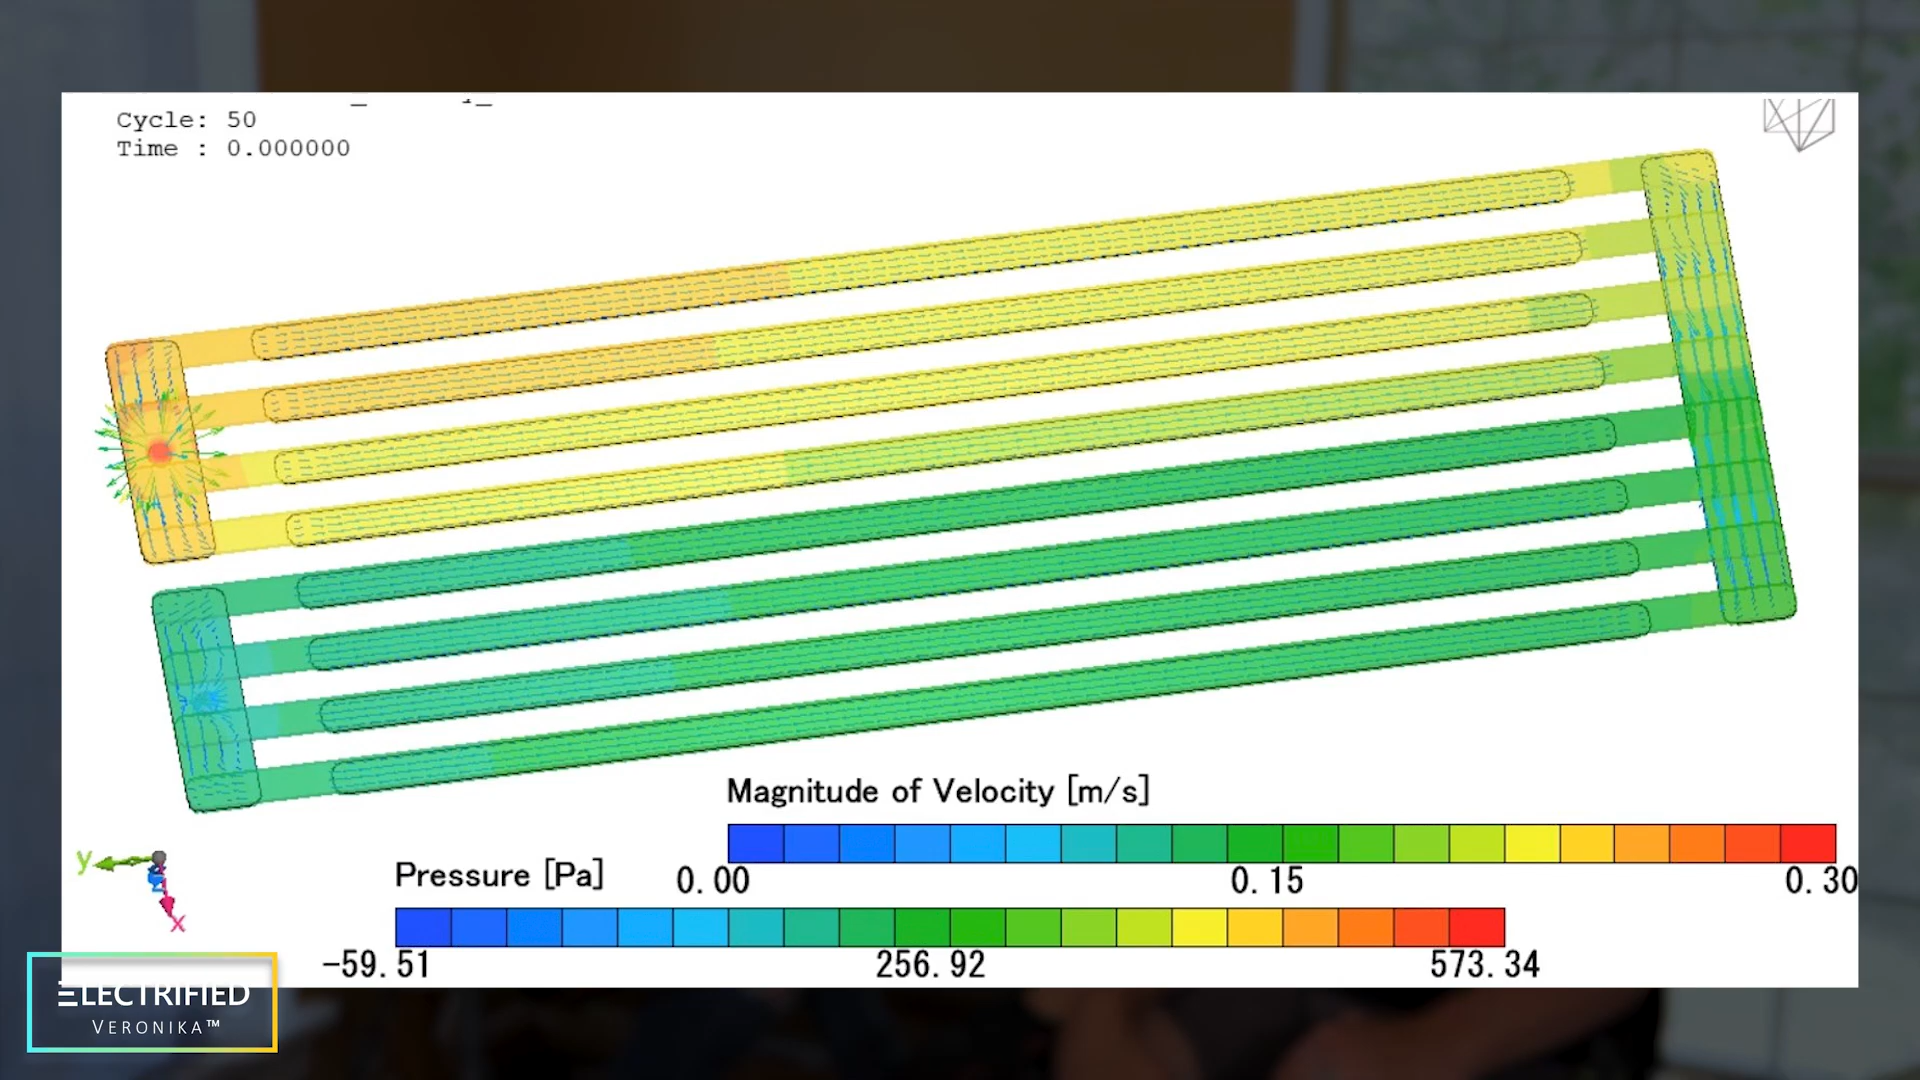 Cycle: 50
Time : 0.000000
Magnitude of Velocity [m/s]
0.00 0.15 0.30
Pressure [Pa]
-59.51 256.92 573.34
y
x
ELECTRIFIED
VERONIKA™